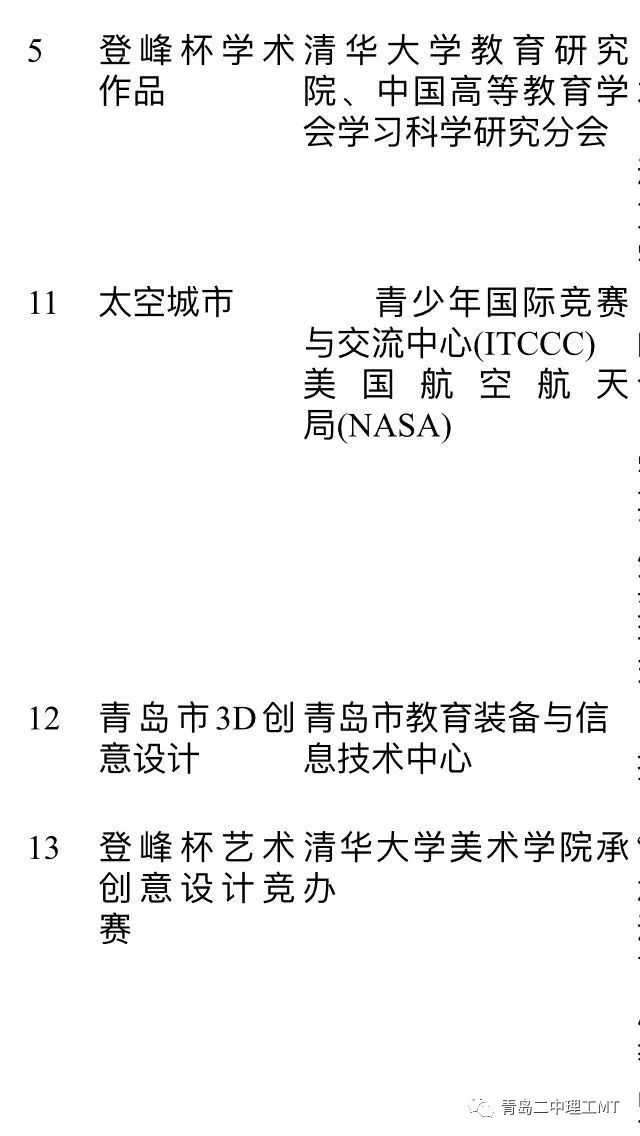 5 登峰杯学术 清华大学教育研究
作品 院、中国高等教育学
会学习科学研究分会
11 太空城市 青少年国际竞赛
与交流中心(ITCCC)
美国航空航天
局(NASA)
12 青岛市3D创 青岛市教育装备与信
意设计 息技术中心
13 登峰杯艺术 清华大学美术学院承
创意设计竞 办
赛
青岛二中理工MT